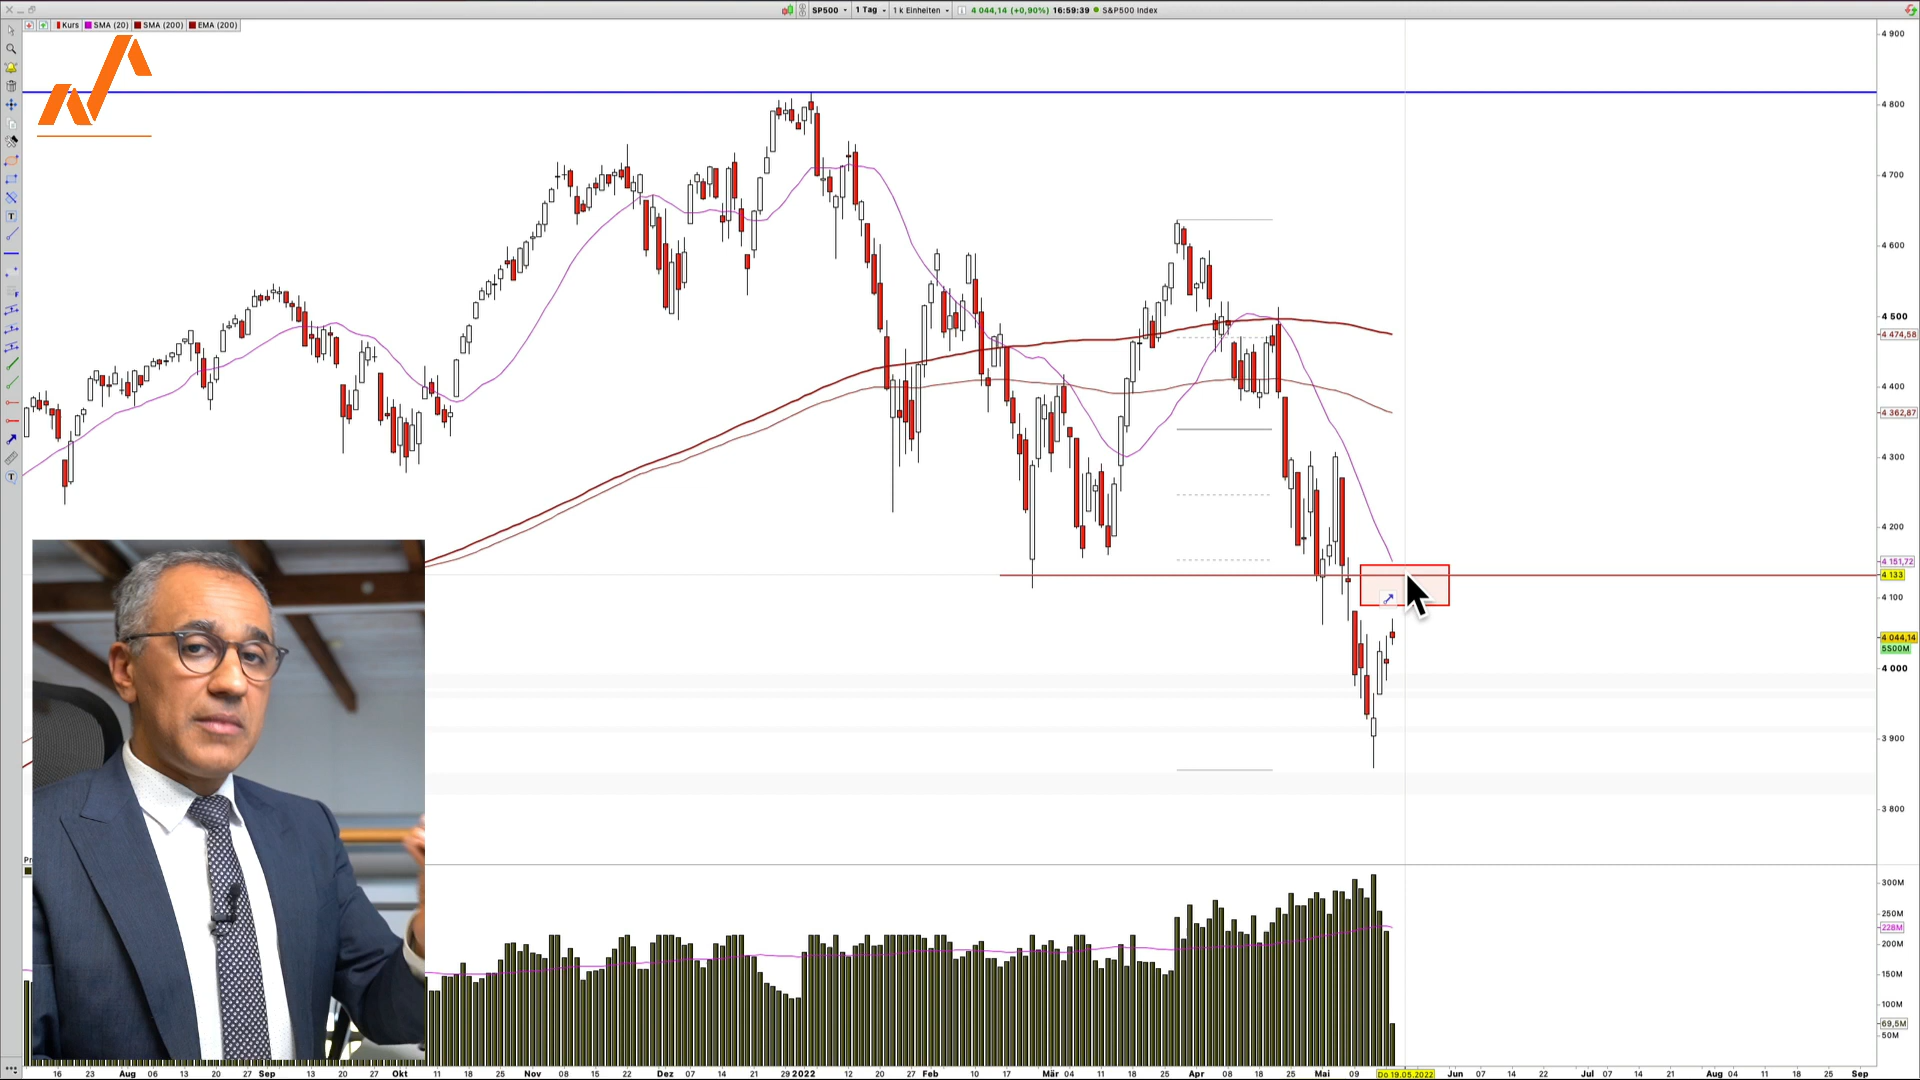 SP500 1 Tag 1 k Einheiten 4 044,14 (+0,90%) 16:59:39 S&P500 Index
Kurs SMA (20) SMA (200) EMA (200)
4 900
4 800
4 700
4 600
4 500
4 474,58
4 400
4 362,87
4 300
4 200
4 151,72
4 133
4 100
4 044,14
5S00M
4 000
3 900
3 800
300M
250M
228M
200M
150M
100M
69,5M
50M
16 23 Aug 06 13 20 27 Sep 13 20 27 Okt 11 18 25 Nov 08 15 22 Dez 07 14 21 29 2022 12 20 Feb 10 17 Mär 04 11 18 25 Apr 08 18 25 Mai 09 Do 19.05.2022 Jun 07 14 22 Jul 07 14 21 Aug 04 11 18 25 Sep